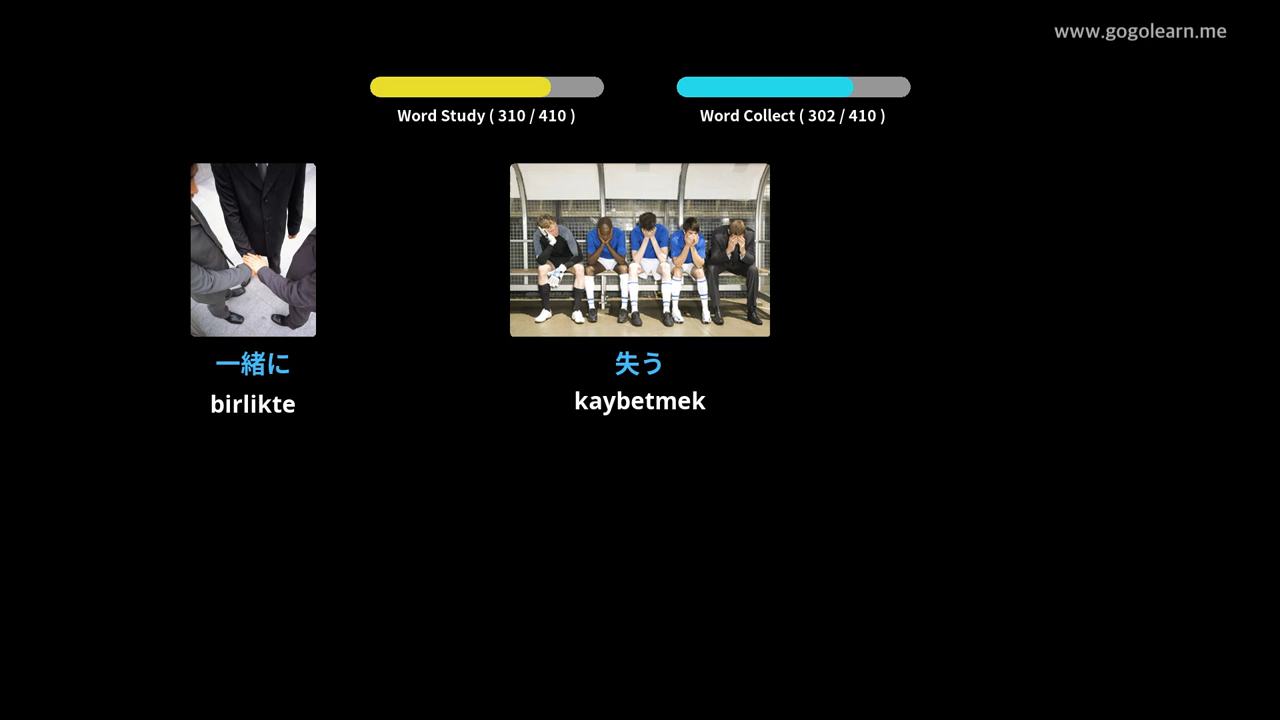 www.gogolearn.me
Word Study ( 310 / 410 )
Word Collect ( 302 / 410 )
一緒に
birlikte
失う
kaybetmek